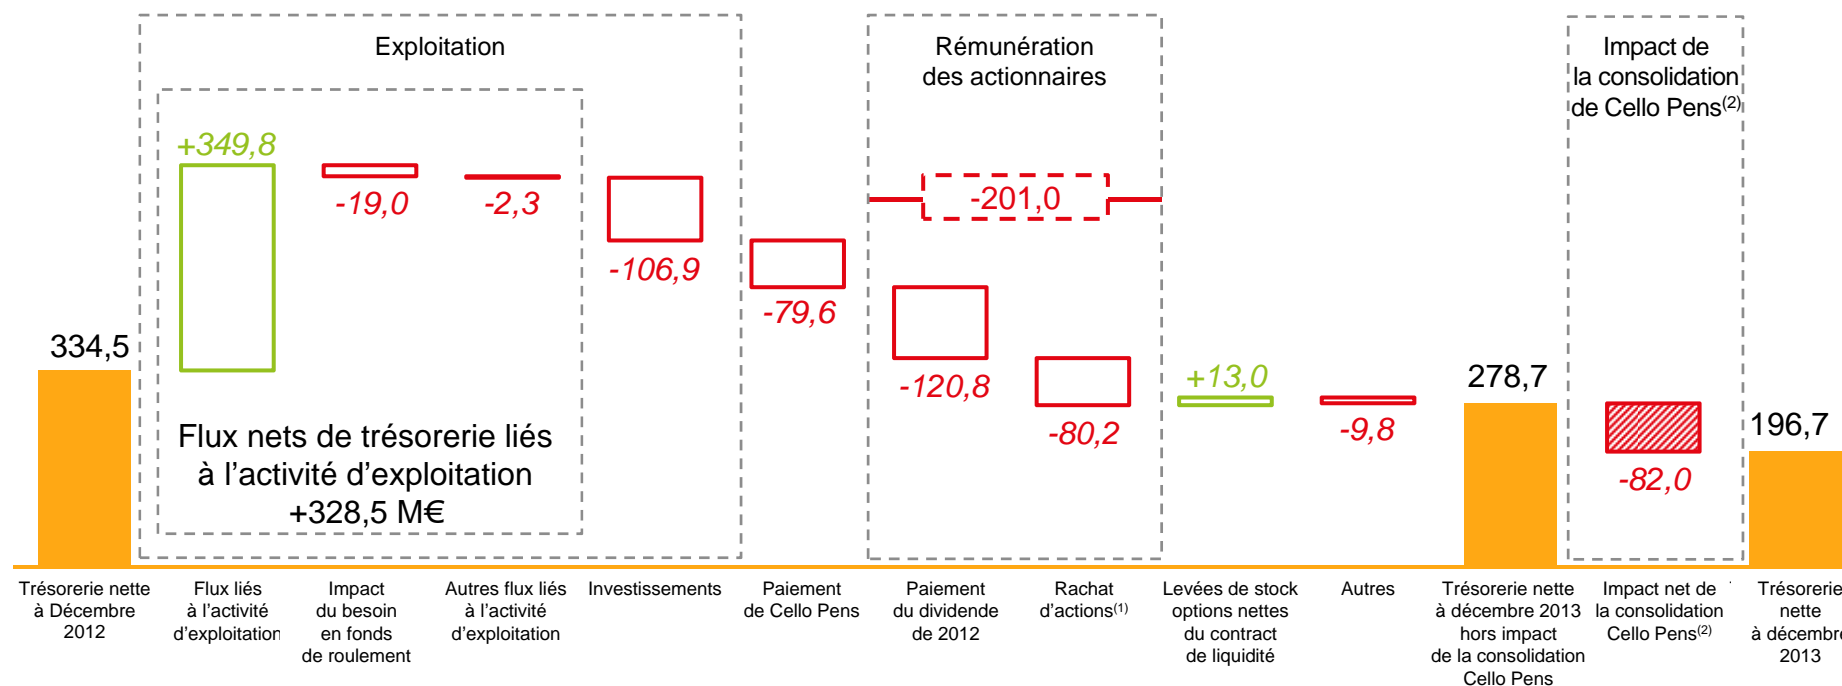 Exploitation
Rémunération
des actionnaires
Impact de
la consolidation
de Cello Pens(2)
+349,8
-19,0
-2,3
-106,9
-79,6
-201,0
-120,8
-80,2
+13,0
-9,8
334,5
278,7
-82,0
196,7
Flux nets de trésorerie liés
à l’activité d’exploitation
+328,5 M€
Trésorerie nette
à Décembre
2012
Flux liés
à l’activité
d’exploitation
Impact
du besoin
en fonds
de roulement
Autres flux liés
à l’activité
d’exploitation
Investissements
Paiement
de Cello Pens
Paiement
du dividende
de 2012
Rachat
d’actions(1)
Levées de stock
options nettes
du contract
de liquidité
Autres
Trésorerie nette
à décembre 2013
hors impact
de la consolidation
Cello Pens
Impact net de
la consolidation
Cello Pens(2)
Trésorerie
nette
à décembre
2013